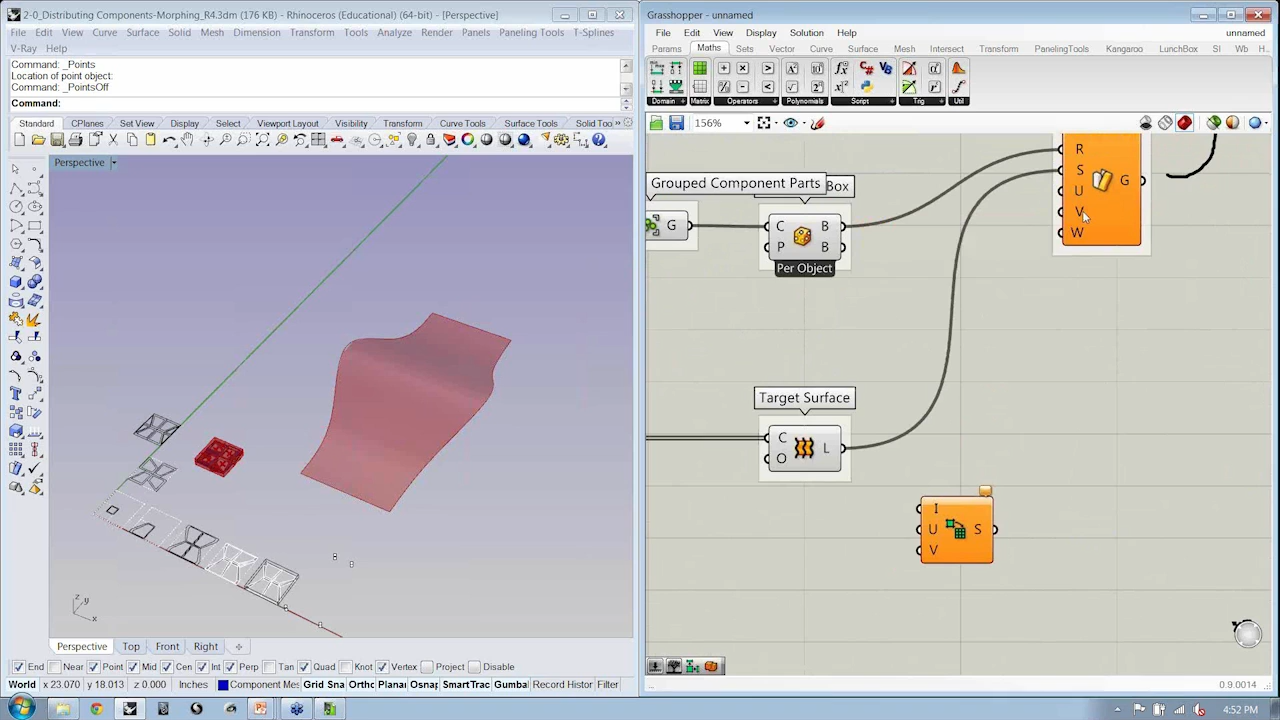 2-0_Distributing Components-Morphing_R4.3dm (176 KB) - Rhinoceros (Educational) (64-bit) - [Perspective]
File Edit View Curve Surface Solid Mesh Dimension Transform Tools Analyze Render Panels Paneling Tools T-Splines
V-Ray Help
Command: _Points
Location of point object:
Command: _PointsOff
Command:
Standard CPlanes Set View Display Select Viewport Layout Visibility Transform Curve Tools Surface Tools Solid Too
Perspective
z y
x
Perspective Top Front Right
End Near Point Mid Cen Int Perp Tan Quad Knot Vertex Project Disable
World x 23.070 y 18.013 z 0.000 Inches Component Me Grid Sna Ortho Planar Osnap SmartTrac Gumba Record Histor Filter
Grasshopper - unnamed
File Edit View Display Solution Help unnamed
Params Maths Sets Vector Curve Surface Mesh Intersect Transform PanelingTools Kangaroo LunchBox SI Wb H..
Domain Matrix Operators Polynomials Script Trig Util
156%
R
S
U
V
W
G
Grouped Component Parts
Box
G
C B
P B
Per Object
Target Surface
C
O
L
I
U S
V
0.9.0014
4:52 PM